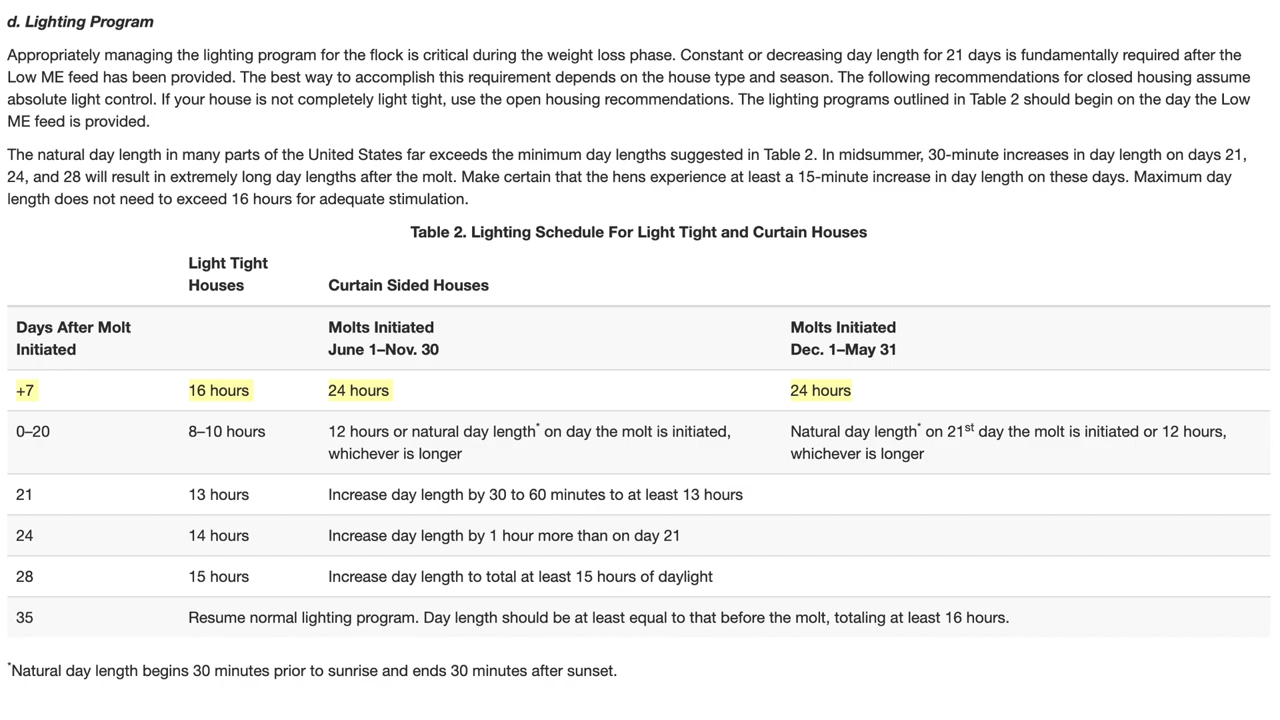 d. Lighting Program
Appropriately managing the lighting program for the flock is critical during the weight loss phase. Constant or decreasing day length for 21 days is fundamentally required after the
Low ME feed has been provided. The best way to accomplish this requirement depends on the house type and season. The following recommendations for closed housing assume
absolute light control. If your house is not completely light tight, use the open housing recommendations. The lighting programs outlined in Table 2 should begin on the day the Low
ME feed is provided.
The natural day length in many parts of the United States far exceeds the minimum day lengths suggested in Table 2. In midsummer, 30-minute increases in day length on days 21,
24, and 28 will result in extremely long day lengths after the molt. Make certain that the hens experience at least a 15-minute increase in day length on these days. Maximum day
length does not need to exceed 16 hours for adequate stimulation.
Table 2. Lighting Schedule For Light Tight and Curtain Houses
Light Tight
Houses Curtain Sided Houses
Days After Molt Molts Initiated Molts Initiated
Initiated June 1–Nov. 30 Dec. 1–May 31
+7 16 hours 24 hours 24 hours
0–20 8–10 hours 12 hours or natural day length* on day the molt is initiated, Natural day length* on 21st day the molt is initiated or 12 hours,
whichever is longer whichever is longer
21 13 hours Increase day length by 30 to 60 minutes to at least 13 hours
24 14 hours Increase day length by 1 hour more than on day 21
28 15 hours Increase day length to total at least 15 hours of daylight
35 Resume normal lighting program. Day length should be at least equal to that before the molt, totaling at least 16 hours.
*Natural day length begins 30 minutes prior to sunrise and ends 30 minutes after sunset.